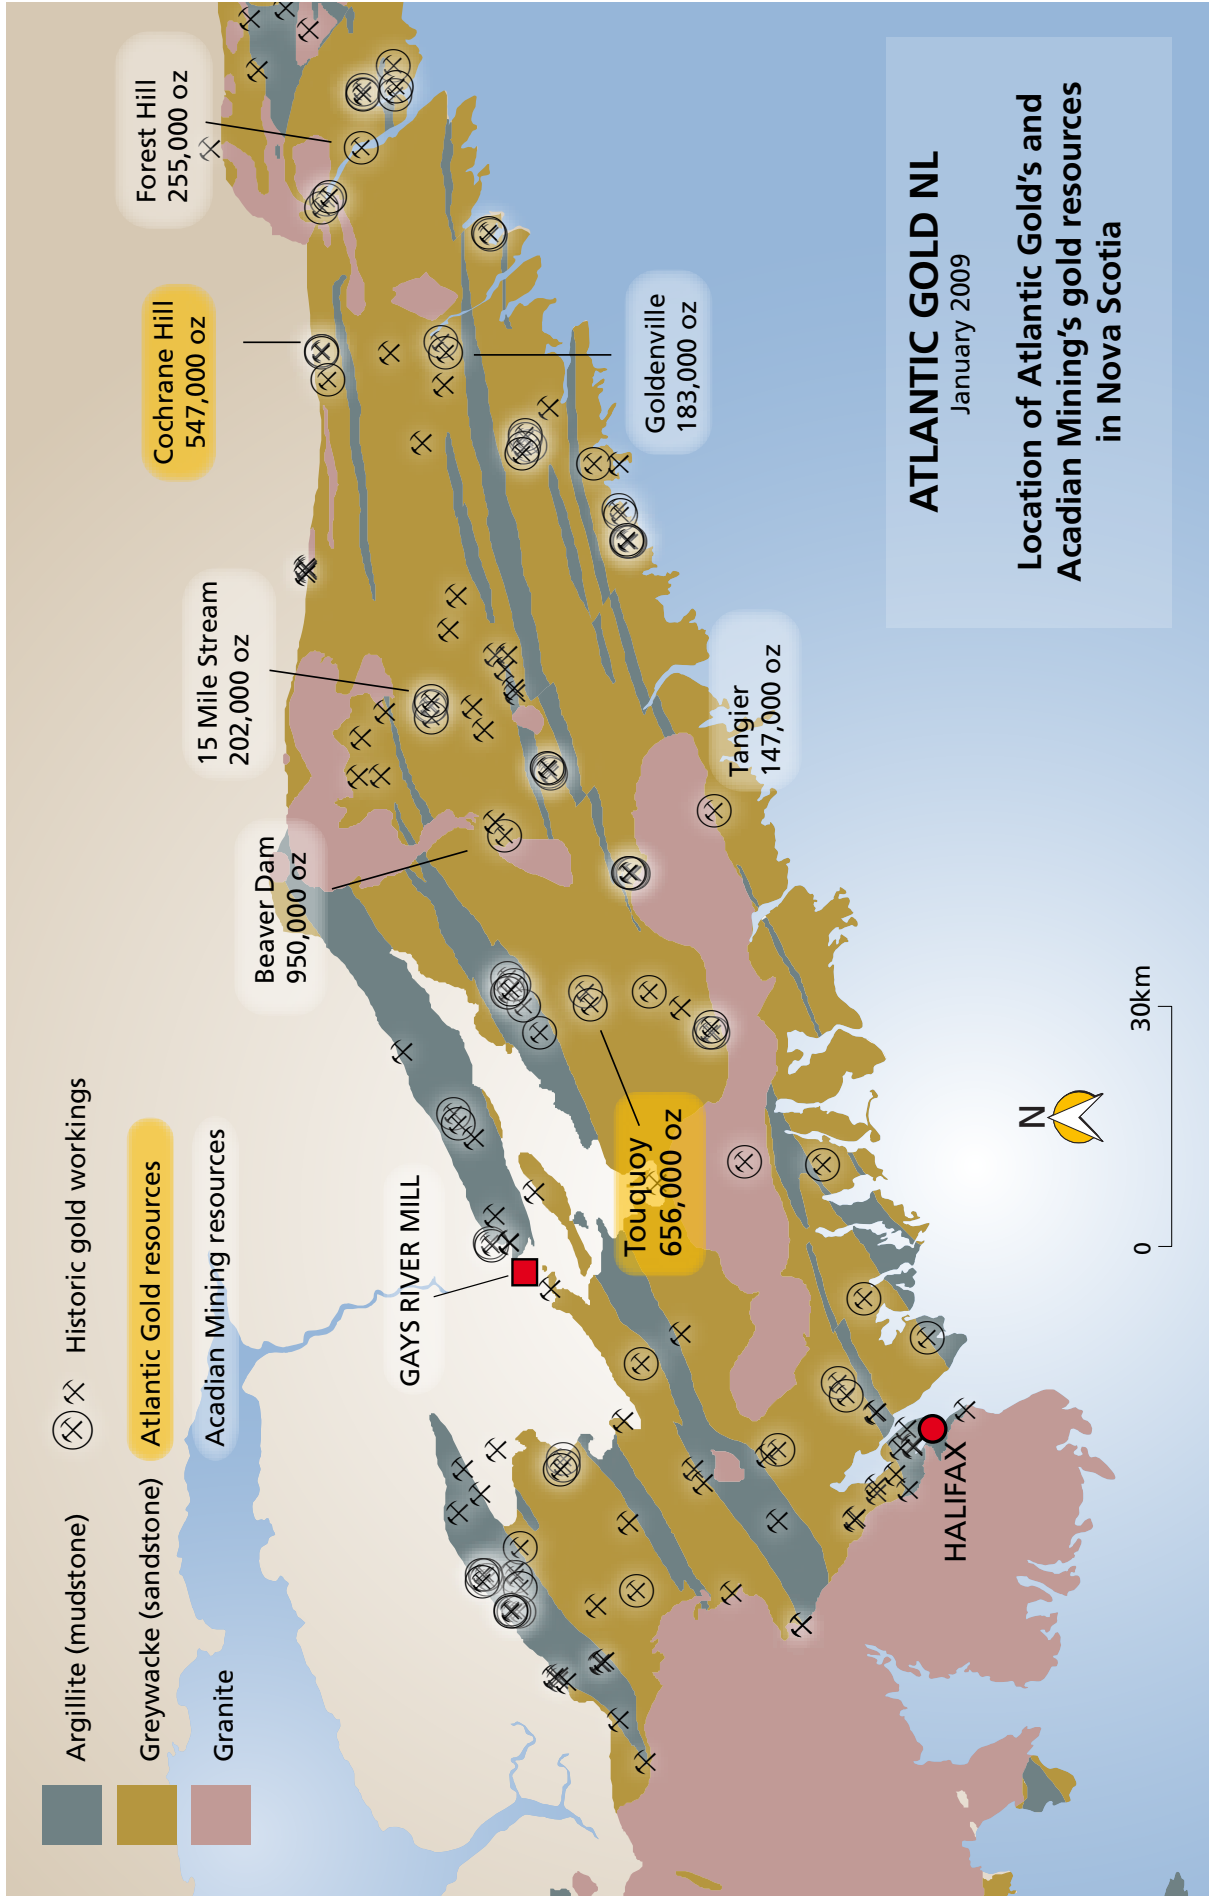 Argillite (mudstone)
Greywacke (sandstone)
Granite
Historic gold workings
Atlantic Gold resources
Acadian Mining resources
GAYS RIVER MILL
Touquoy
656,000 oz
Beaver Dam
950,000 oz
15 Mile Stream
202,000 oz
Cochrane Hill
547,000 oz
Forest Hill
255,000 oz
Goldenville
183,000 oz
Tangier
147,000 oz
HALIFAX
N
0
30km
ATLANTIC GOLD NL
January 2009
Location of Atlantic Gold's and
Acadian Mining's gold resources
in Nova Scotia